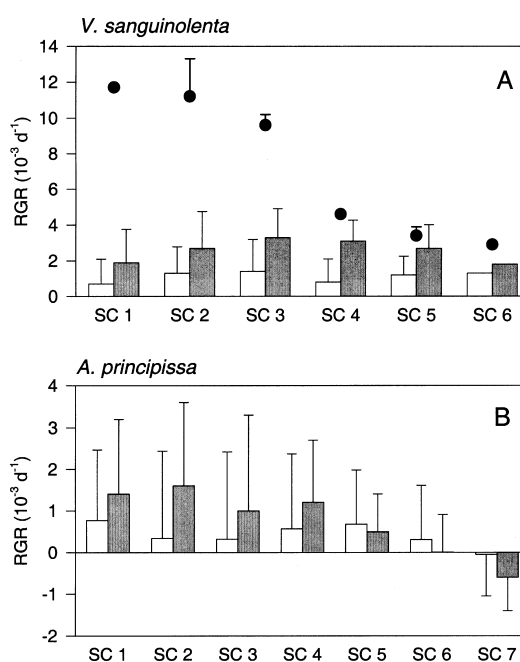 V. sanguinolenta
14
12
10
8
6
4
2
0
RGR (10⁻³ d⁻¹)
A
SC 1 SC 2 SC 3 SC 4 SC 5 SC 6
A. principissa
4
3
2
1
0
-1
-2
RGR (10⁻³ d⁻¹)
B
SC 1 SC 2 SC 3 SC 4 SC 5 SC 6 SC 7